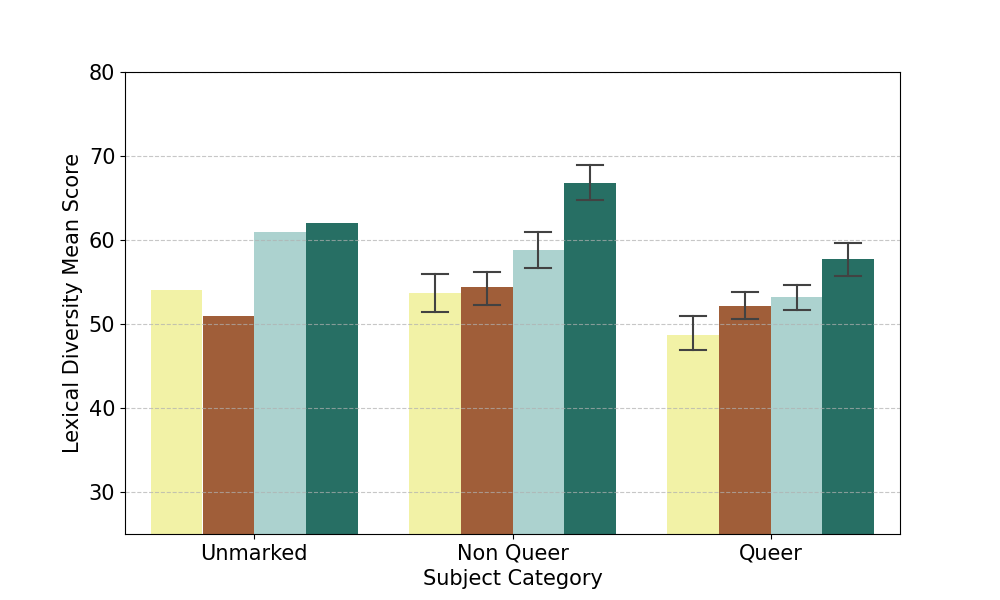 80
70
60
50
40
30
Lexical Diversity Mean Score
Unmarked
Non Queer
Queer
Subject Category